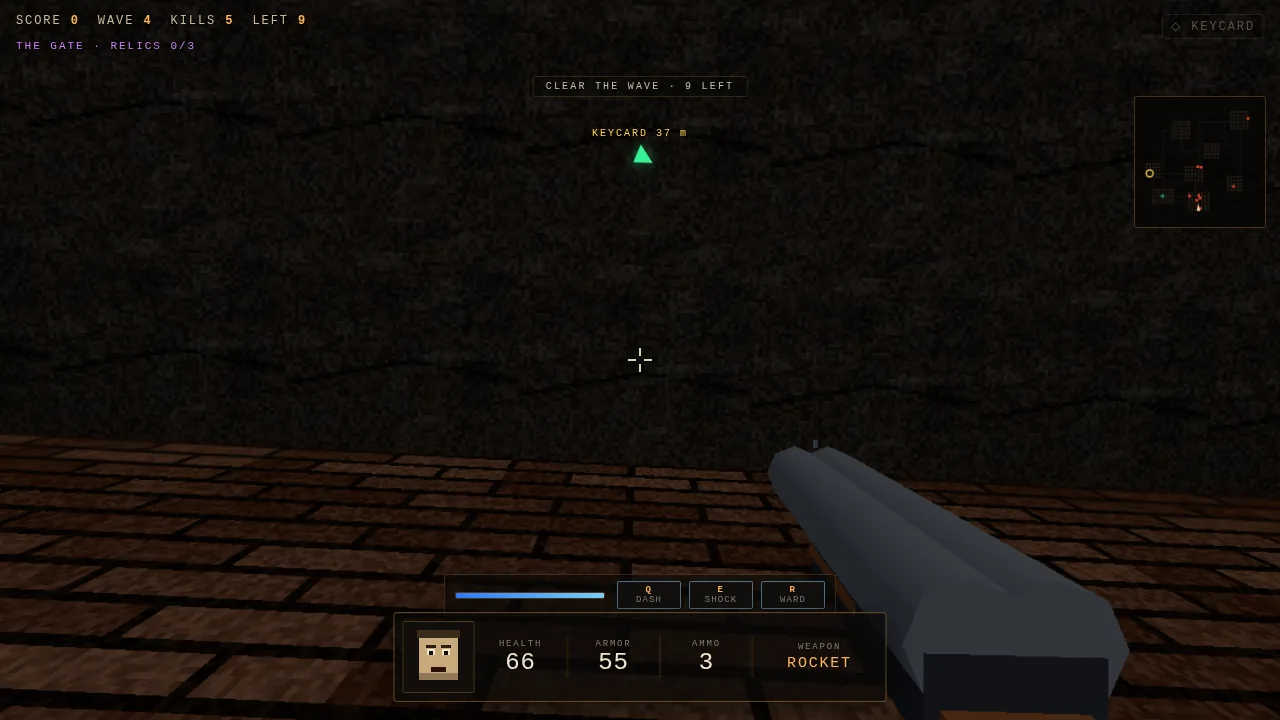 SCORE 0 WAVE 4 KILLS 5 LEFT 9
THE GATE · RELICS 0/3
◇ KEYCARD
CLEAR THE WAVE · 9 LEFT
KEYCARD 37 m
Q
DASH
E
SHOCK
R
WARD
HEALTH
66
ARMOR
55
AMMO
3
WEAPON
ROCKET